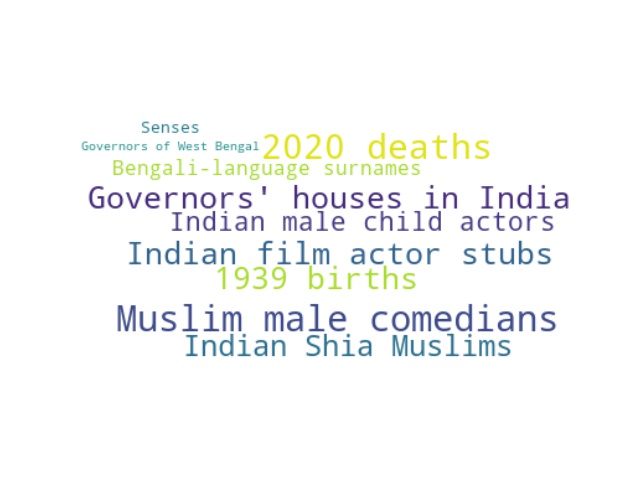 Senses
Governors of West Bengal
2020 deaths
Bengali-language surnames
Governors' houses in India
Indian male child actors
Indian film actor stubs
1939 births
Muslim male comedians
Indian Shia Muslims